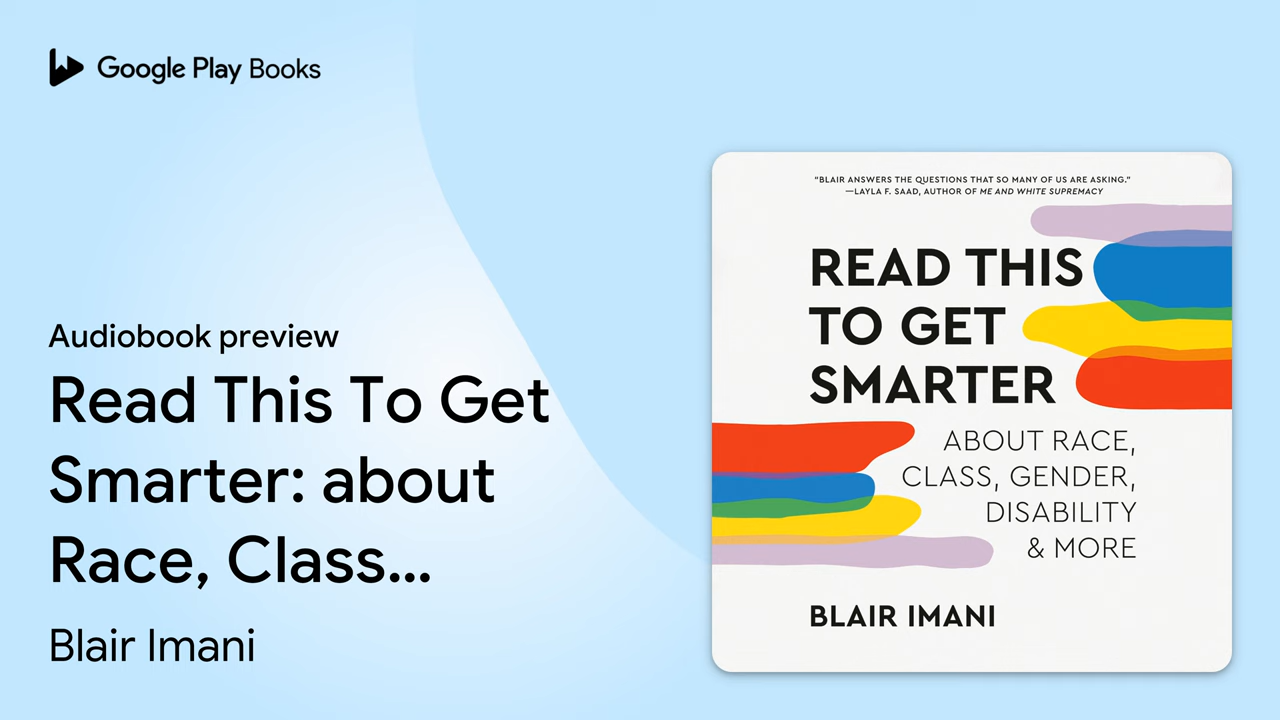 Google Play Books
Audiobook preview
Read This To Get
Smarter: about
Race, Class...
Blair Imani
"BLAIR ANSWERS THE QUESTIONS THAT SO MANY OF US ARE ASKING."
—LAYLA F. SAAD, AUTHOR OF ME AND WHITE SUPREMACY
READ THIS
TO GET
SMARTER
ABOUT RACE,
CLASS, GENDER,
DISABILITY
& MORE
BLAIR IMANI